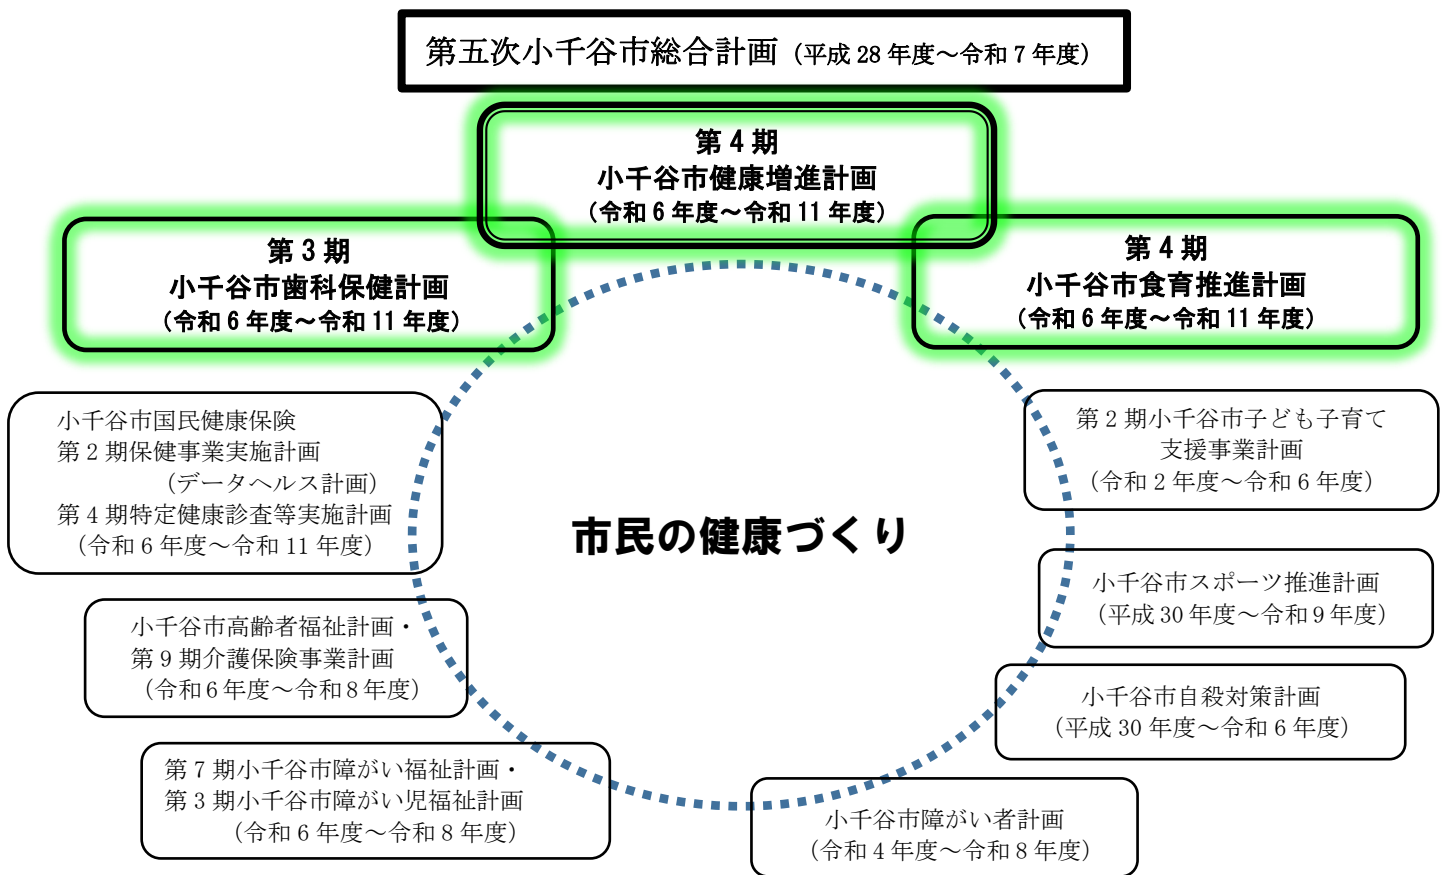 第五次小千谷市総合計画（平成 28 年度～令和 7 年度）
第 4 期
小千谷市健康増進計画
（令和 6 年度～令和 11 年度）
第 3 期
小千谷市歯科保健計画
（令和 6 年度～令和 11 年度）
第 4 期
小千谷市食育推進計画
（令和 6 年度～令和 11 年度）
小千谷市国民健康保険
第 2 期保健事業実施計画
（データヘルス計画）
第 4 期特定健康診査等実施計画
（令和 6 年度～令和 11 年度）
第 2 期小千谷市子ども子育て
支援事業計画
（令和 2 年度～令和 6 年度）
市民の健康づくり
小千谷市スポーツ推進計画
（平成 30 年度～令和 9 年度）
小千谷市高齢者福祉計画・
第 9 期介護保険事業計画
（令和 6 年度～令和 8 年度）
小千谷市自殺対策計画
（平成 30 年度～令和 6 年度）
第 7 期小千谷市障がい福祉計画・
第 3 期小千谷市障がい児福祉計画
（令和 6 年度～令和 8 年度）
小千谷市障がい者計画
（令和 4 年度～令和 8 年度）